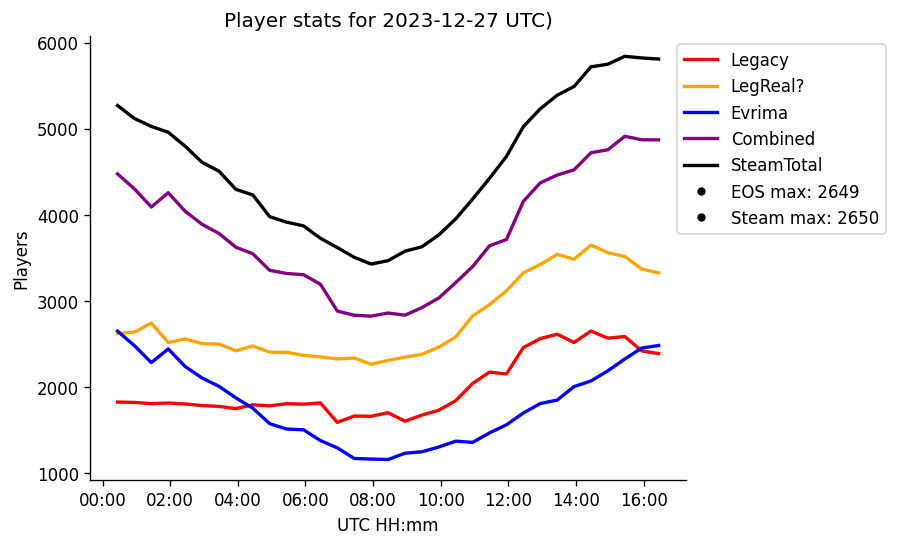 Player stats for 2023-12-27 UTC)
6000
5000
4000
3000
2000
1000
Players
00:00 02:00 04:00 06:00 08:00 10:00 12:00 14:00 16:00
UTC HH:mm
Legacy
LegReal?
Evrima
Combined
SteamTotal
EOS max: 2649
Steam max: 2650